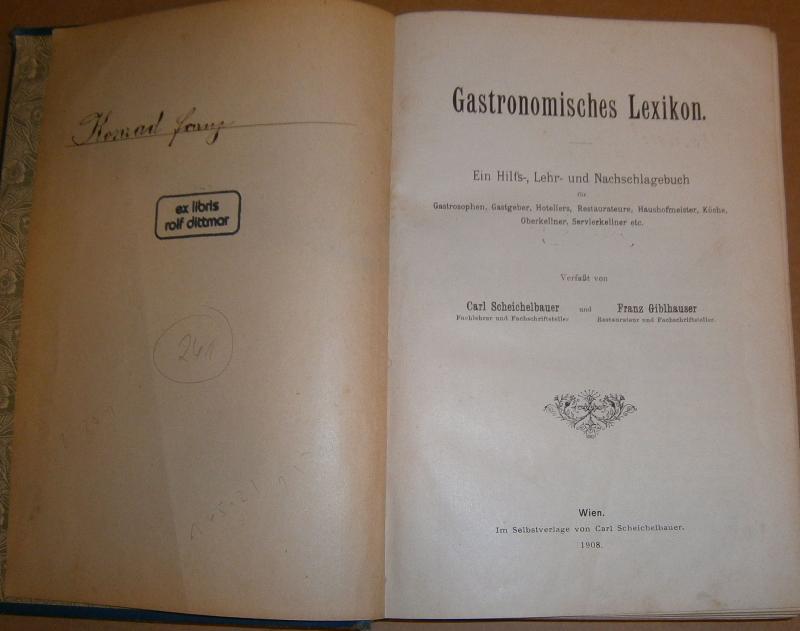 Konrad Franz
ex libris
rolf dittmar
241
Gastronomisches Lexikon.
Ein Hilfs-, Lehr- und Nachschlagebuch
für
Gastrosophen, Gastgeber, Hoteliers, Restaurateure, Haushofmeister, Köche,
Oberkellner, Servierkellner etc.
Verfaßt von
Carl Scheichelbauer und Franz Giblhauser
Fachlehrer und Fachschriftsteller Restaurateur und Fachschriftsteller.
Wien.
Im Selbstverlage von Carl Scheichelbauer.
1908.